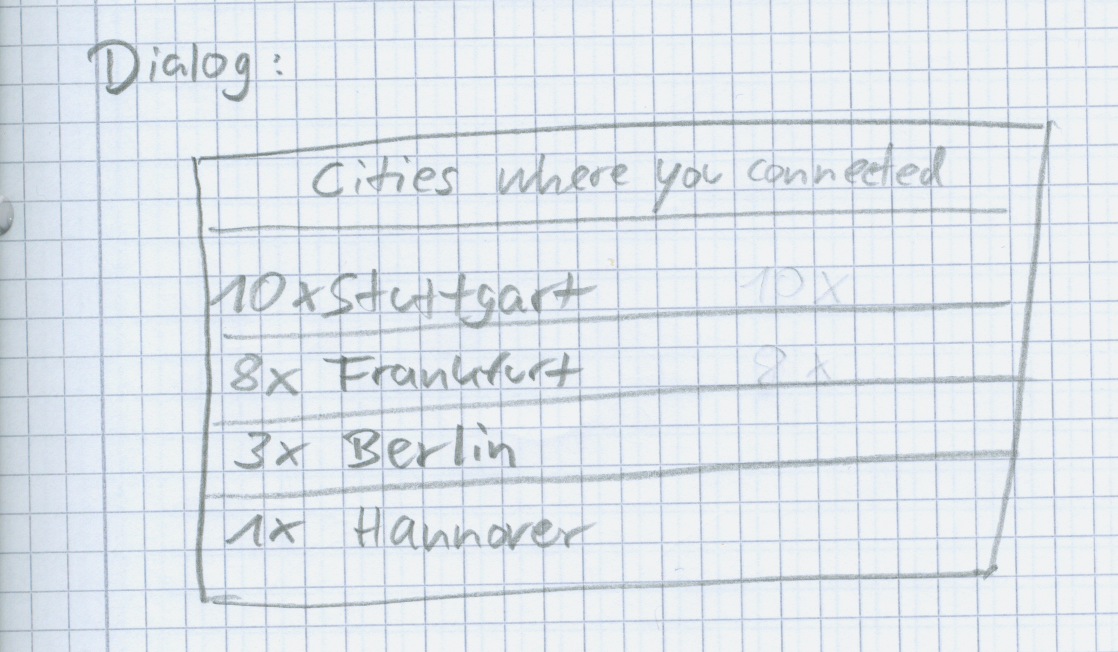 Dialog:
Cities where you connected
10x Stuttgart 10x
8x Frankfurt 8x
3x Berlin
1x Hannover